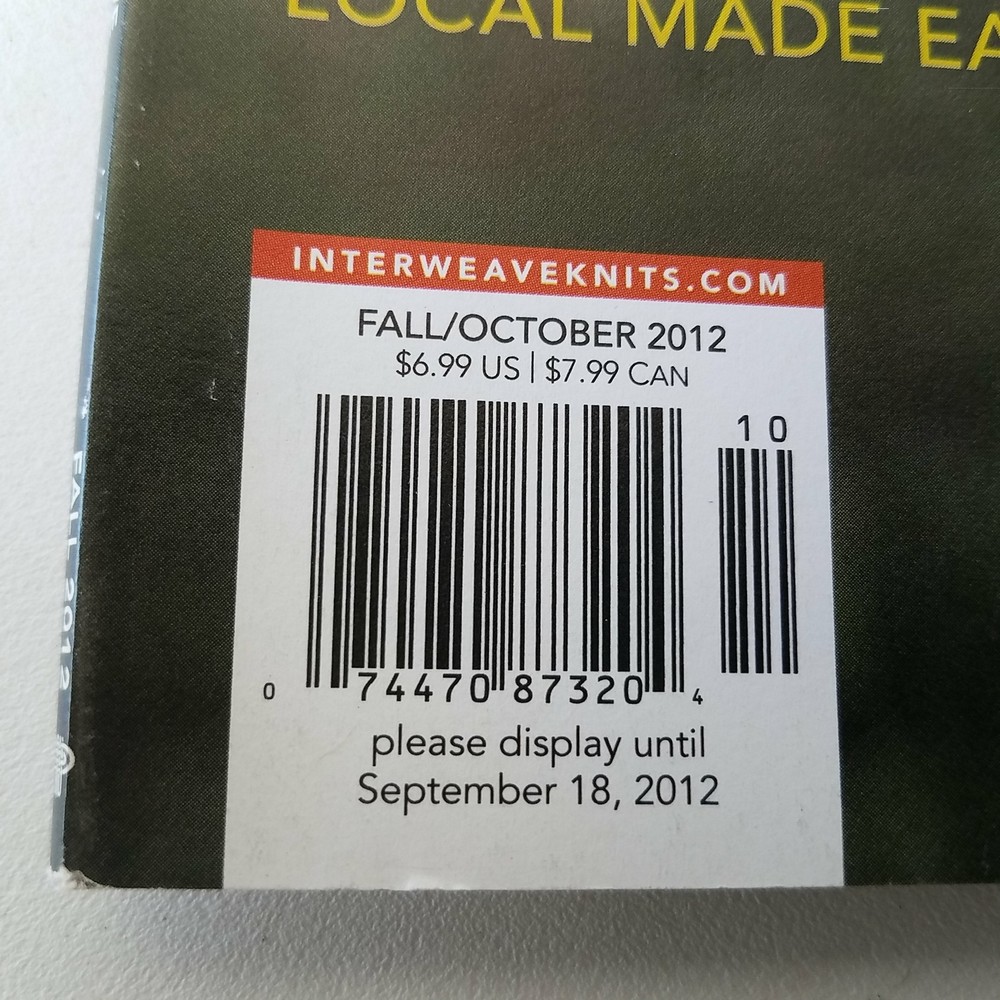 LOCAL MADE EA
INTERWEAVEKNITS.COM
FALL/OCTOBER 2012
$6.99 US | $7.99 CAN
10
0 74470 87320 4
please display until
September 18, 2012
FALL 2012